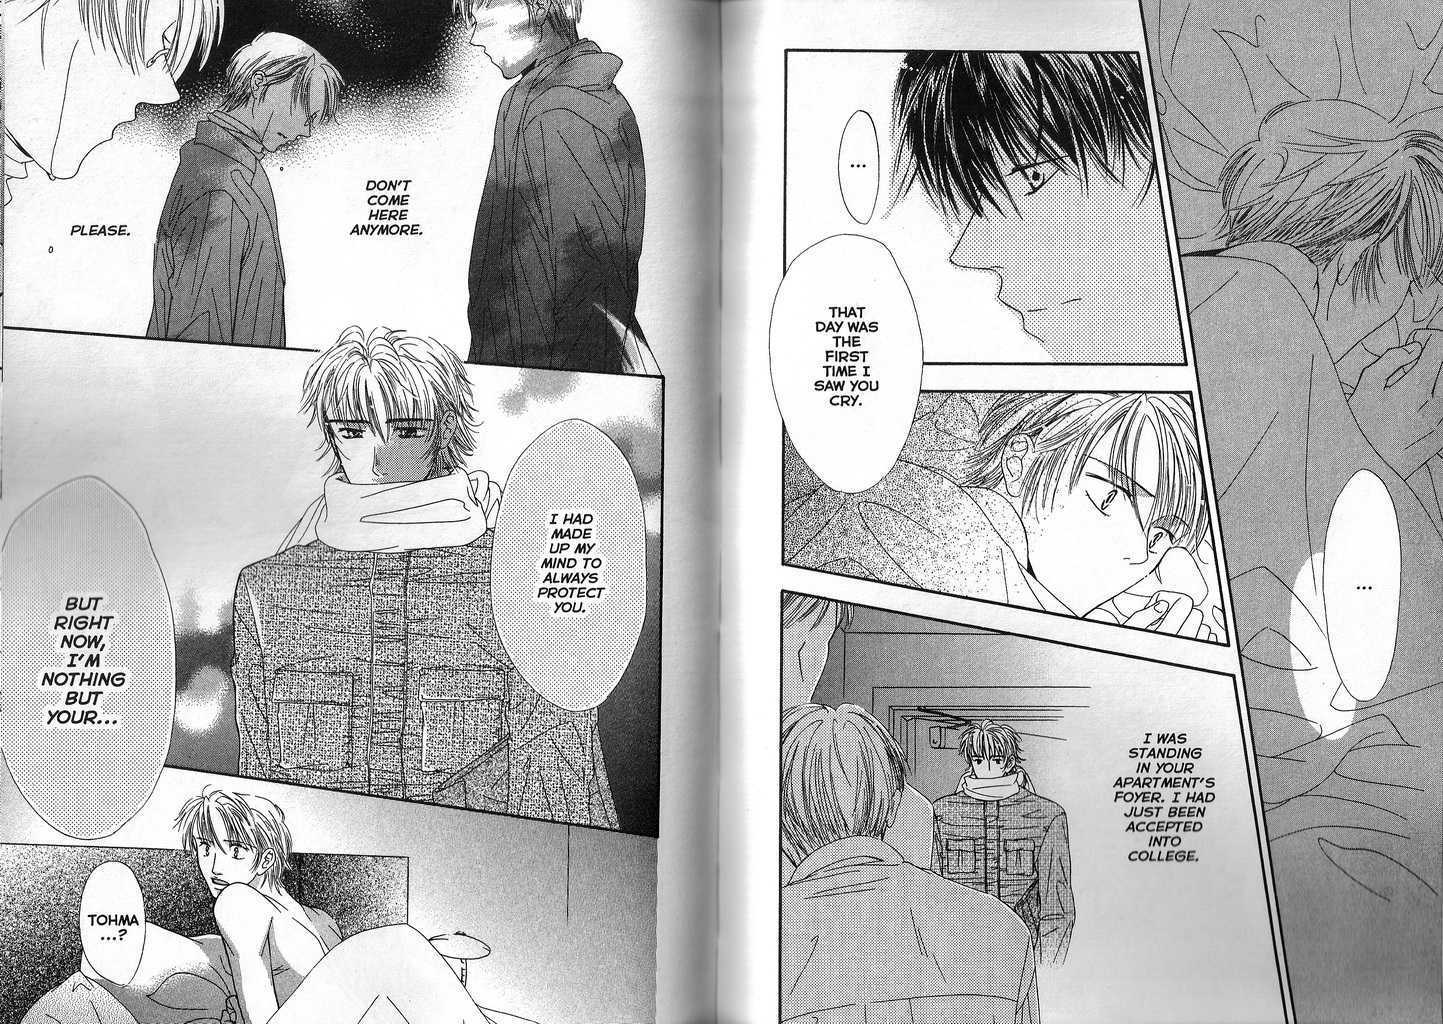 ...
...
THAT
DAY WAS
THE
FIRST
TIME I
SAW YOU
CRY.
I WAS
STANDING
IN YOUR
APARTMENT'S
FOYER. I HAD
JUST BEEN
ACCEPTED
INTO
COLLEGE.
DON'T
COME
HERE
ANYMORE.
PLEASE.
I HAD
MADE
UP MY
MIND TO
ALWAYS
PROTECT
YOU.
BUT
RIGHT
NOW,
I'M
NOTHING
BUT
YOUR...
TOHMA
...?